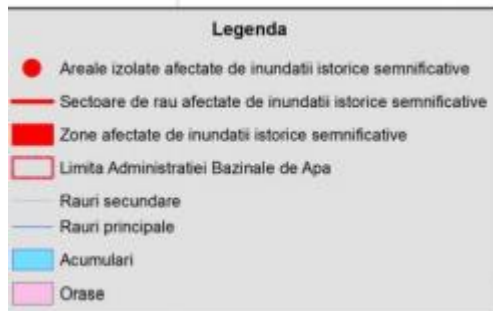 Legenda
Areale izolate afectate de inundatii istorice semnificative
Sectoare de rau afectate de inundatii istorice semnificative
Zone afectate de inundatii istorice semnificative
Limita Administratiei Bazinale de Apa
Rauri secundare
Rauri principale
Acumulari
Orase